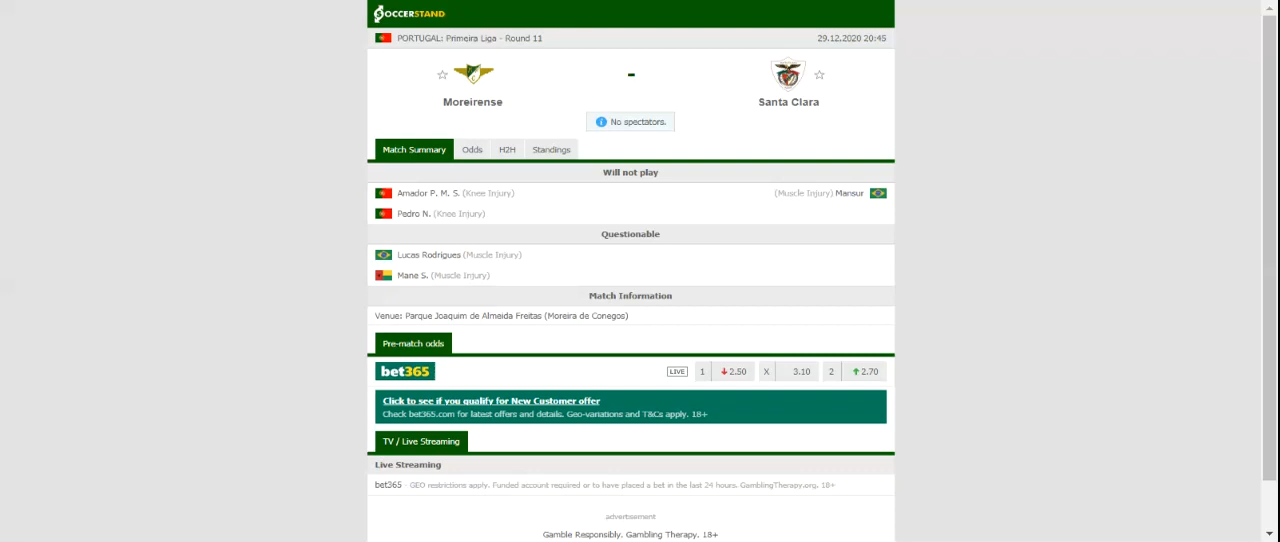 SOCCERSTAND
PORTUGAL: Primeira Liga - Round 11 29.12.2020 20:45
-
Moreirense Santa Clara
No spectators.
Match Summary Odds H2H Standings
Will not play
Amador P. M. S. (Knee Injury) (Muscle Injury) Mansur
Pedro N. (Knee Injury)
Questionable
Lucas Rodrigues (Muscle Injury)
Mane S. (Muscle Injury)
Match Information
Venue: Parque Joaquim de Almeida Freitas (Moreira de Conegos)
Pre-match odds
bet365 LIVE 1 2.50 X 3.10 2 2.70
Click to see if you qualify for New Customer offer
Check bet365.com for latest offers and details. Geo-variations and T&Cs apply. 18+
TV / Live Streaming
Live Streaming
bet365 - GEO restrictions apply. Funded account required or to have placed a bet in the last 24 hours. GamblingTherapy.org. 18+
advertisement
Gamble Responsibly. Gambling Therapy. 18+